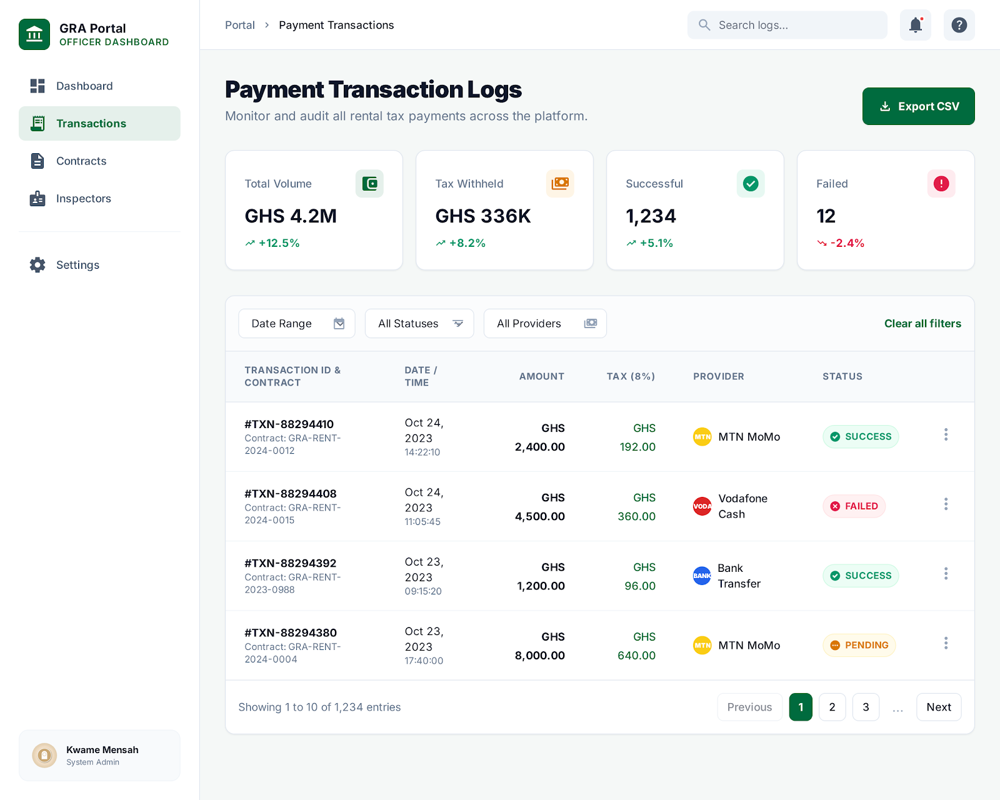 GRA Portal
OFFICER DASHBOARD
Dashboard
Transactions
Contracts
Inspectors
Settings
Kwame Mensah
System Admin
Portal > Payment Transactions
Search logs...
Payment Transaction Logs
Monitor and audit all rental tax payments across the platform.
Export CSV
Total Volume
GHS 4.2M
+12.5%
Tax Withheld
GHS 336K
+8.2%
Successful
1,234
+5.1%
Failed
12
-2.4%
Date Range
All Statuses
All Providers
Clear all filters
TRANSACTION ID &
CONTRACT
DATE /
TIME
AMOUNT
TAX (8%)
PROVIDER
STATUS
#TXN-88294410
Contract: GRA-RENT-
2024-0012
Oct 24,
2023
14:22:10
GHS
2,400.00
GHS
192.00
MTN
MTN MoMo
SUCCESS
#TXN-88294408
Contract: GRA-RENT-
2024-0015
Oct 24,
2023
11:05:45
GHS
4,500.00
GHS
360.00
VODA
Vodafone
Cash
FAILED
#TXN-88294392
Contract: GRA-RENT-
2023-0988
Oct 23,
2023
09:15:20
GHS
1,200.00
GHS
96.00
BANK
Bank
Transfer
SUCCESS
#TXN-88294380
Contract: GRA-RENT-
2024-0004
Oct 23,
2023
17:40:00
GHS
8,000.00
GHS
640.00
MTN
MTN MoMo
PENDING
Showing 1 to 10 of 1,234 entries
Previous
1
2
3
...
Next